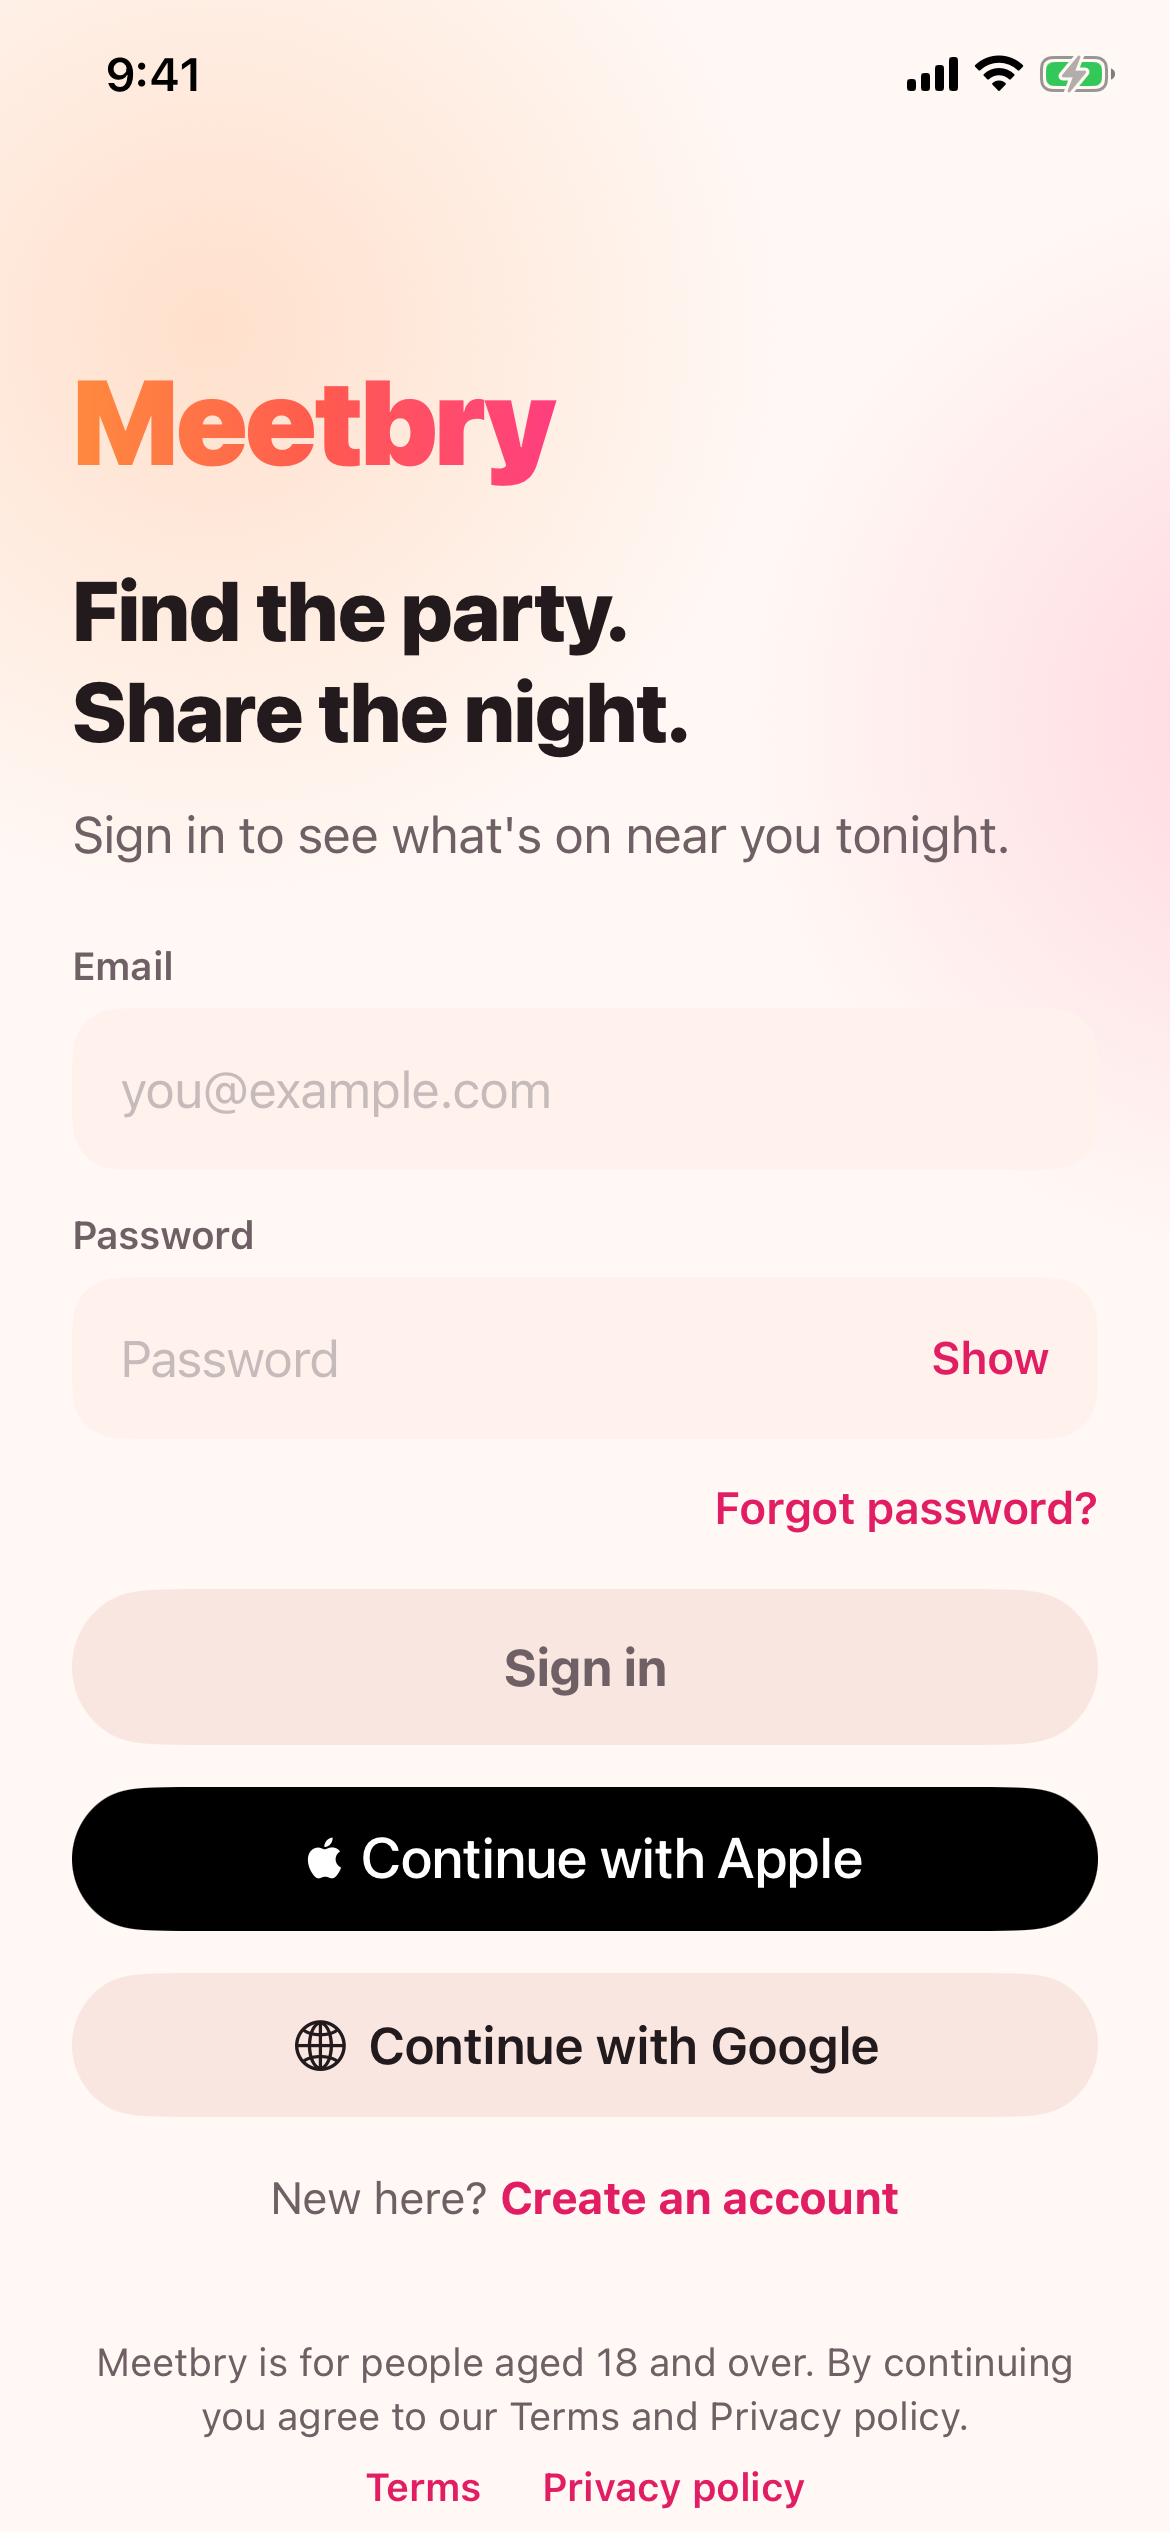 9:41
Meetbry
Find the party.
Share the night.
Sign in to see what's on near you tonight.
Email
you@example.com
Password
Password
Show
Forgot password?
Sign in
Continue with Apple
Continue with Google
New here? Create an account
Meetbry is for people aged 18 and over. By continuing
you agree to our Terms and Privacy policy.
Terms
Privacy policy